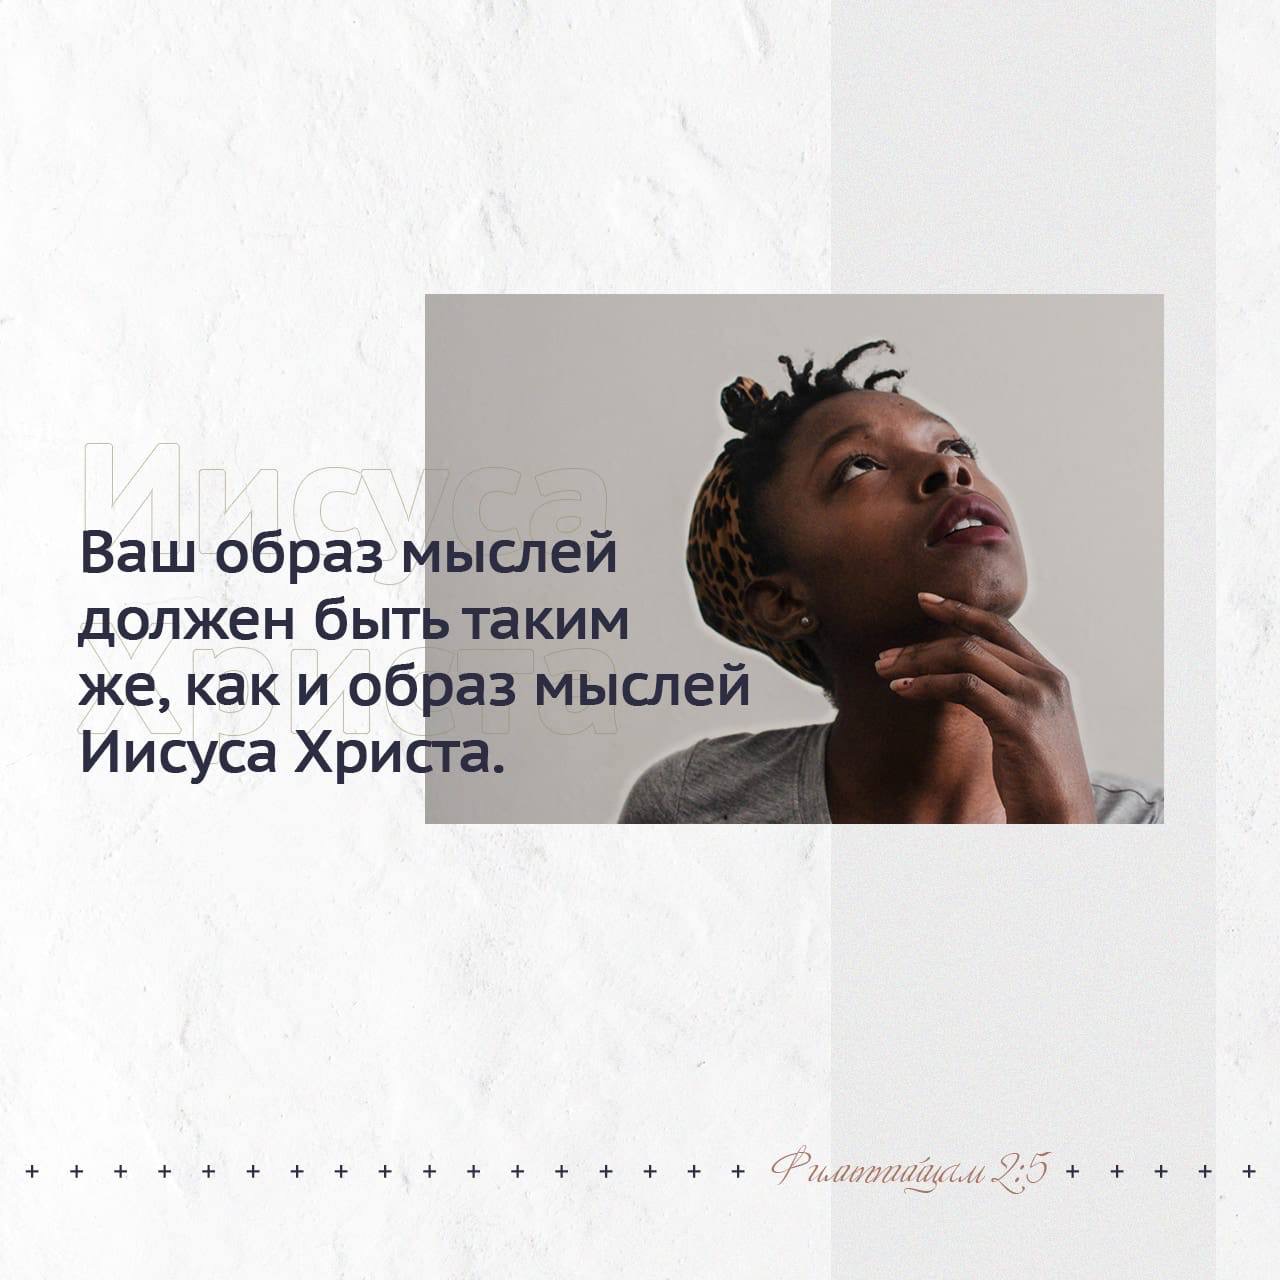 Иисуса
Христа
Ваш образ мыслей
должен быть таким
же, как и образ мыслей
Иисуса Христа.
Филиппийцам 2:5